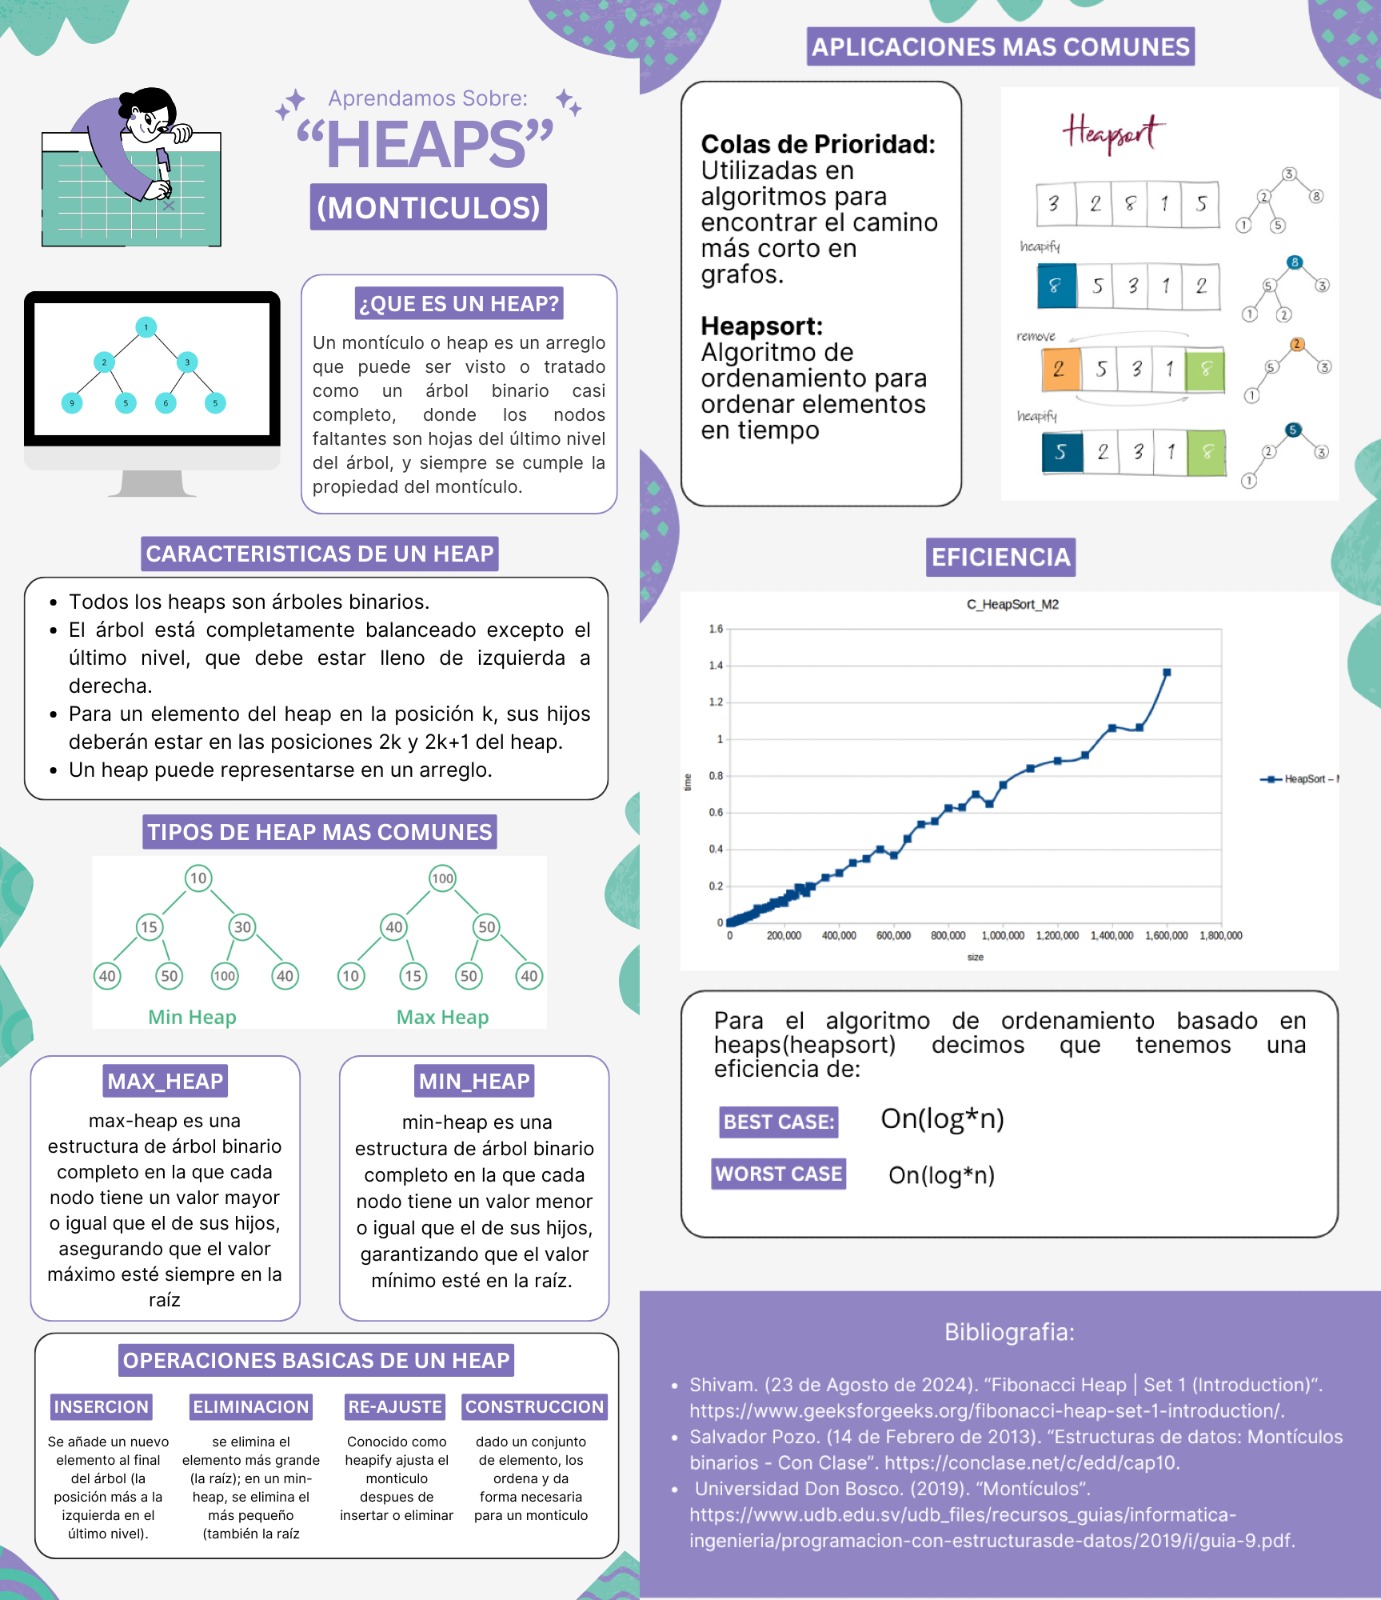 Aprendamos Sobre:
“HEAPS”
(MONTICULOS)
1
2
3
9
5
6
5
¿QUE ES UN HEAP?
Un montículo o heap es un arreglo
que puede ser visto o tratado
como un árbol binario casi
completo, donde los nodos
faltantes son hojas del último nivel
del árbol, y siempre se cumple la
propiedad del montículo.
CARACTERISTICAS DE UN HEAP
• Todos los heaps son árboles binarios.
• El árbol está completamente balanceado excepto el
último nivel, que debe estar lleno de izquierda a
derecha.
• Para un elemento del heap en la posición k, sus hijos
deberán estar en las posiciones 2k y 2k+1 del heap.
• Un heap puede representarse en un arreglo.
TIPOS DE HEAP MAS COMUNES
10
15 30
40 50 100 40
Min Heap
100
40 50
10 15 50 40
Max Heap
MAX_HEAP
max-heap es una
estructura de árbol binario
completo en la que cada
nodo tiene un valor mayor
o igual que el de sus hijos,
asegurando que el valor
máximo esté siempre en la
raíz
MIN_HEAP
min-heap es una
estructura de árbol binario
completo en la que cada
nodo tiene un valor menor
o igual que el de sus hijos,
garantizando que el valor
mínimo esté en la raíz.
OPERACIONES BASICAS DE UN HEAP
INSERCION
Se añade un nuevo
elemento al final
del árbol (la
posición más a la
izquierda en el
último nivel).
ELIMINACION
se elimina el
elemento más grande
(la raíz); en un min-
heap, se elimina el
más pequeño
(también la raíz
RE-AJUSTE
Conocido como
heapify ajusta el
monticulo
despues de
insertar o eliminar
CONSTRUCCION
dado un conjunto
de elemento, los
ordena y da
forma necesaria
para un monticulo
APLICACIONES MAS COMUNES
Colas de Prioridad:
Utilizadas en
algoritmos para
encontrar el camino
más corto en
grafos.
Heapsort:
Algoritmo de
ordenamiento para
ordenar elementos
en tiempo
Heapsort
3 2 8 1 5
3
2 8
1 5
heapify
8 5 3 1 2
8
5 3
1 2
remove
2 5 3 1 8
2
5 3
1
heapify
5 2 3 1 8
5
2 3
1
EFICIENCIA
C_HeapSort_M2
1.6
1.4
1.2
1
0.8
0.6
0.4
0.2
0
time
0 200,000 400,000 600,000 800,000 1,000,000 1,200,000 1,400,000 1,600,000 1,800,000
size
HeapSort –
Para el algoritmo de ordenamiento basado en
heaps(heapsort) decimos que tenemos una
eficiencia de:
BEST CASE: On(log*n)
WORST CASE On(log*n)
Bibliografia:
• Shivam. (23 de Agosto de 2024). “Fibonacci Heap | Set 1 (Introduction)“.
https://www.geeksforgeeks.org/fibonacci-heap-set-1-introduction/.
• Salvador Pozo. (14 de Febrero de 2013). “Estructuras de datos: Montículos
binarios - Con Clase”. https://conclase.net/c/edd/cap10.
• Universidad Don Bosco. (2019). “Montículos”.
https://www.udb.edu.sv/udb_files/recursos_guias/informatica-
ingenieria/programacion-con-estructurasde-datos/2019/i/guia-9.pdf.